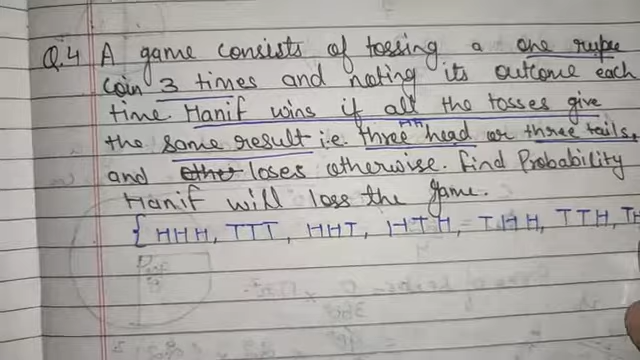 Q.4 A game consists of tossing a one rupee
coin 3 times and noting its outcome each
time. Hanif wins if all the tosses give
the same result i.e. three head or three tails,
and loses otherwise. Find Probability
Hanif will loss the game.
{ HHH, TTT, HHT, HTH, THH, TTH,